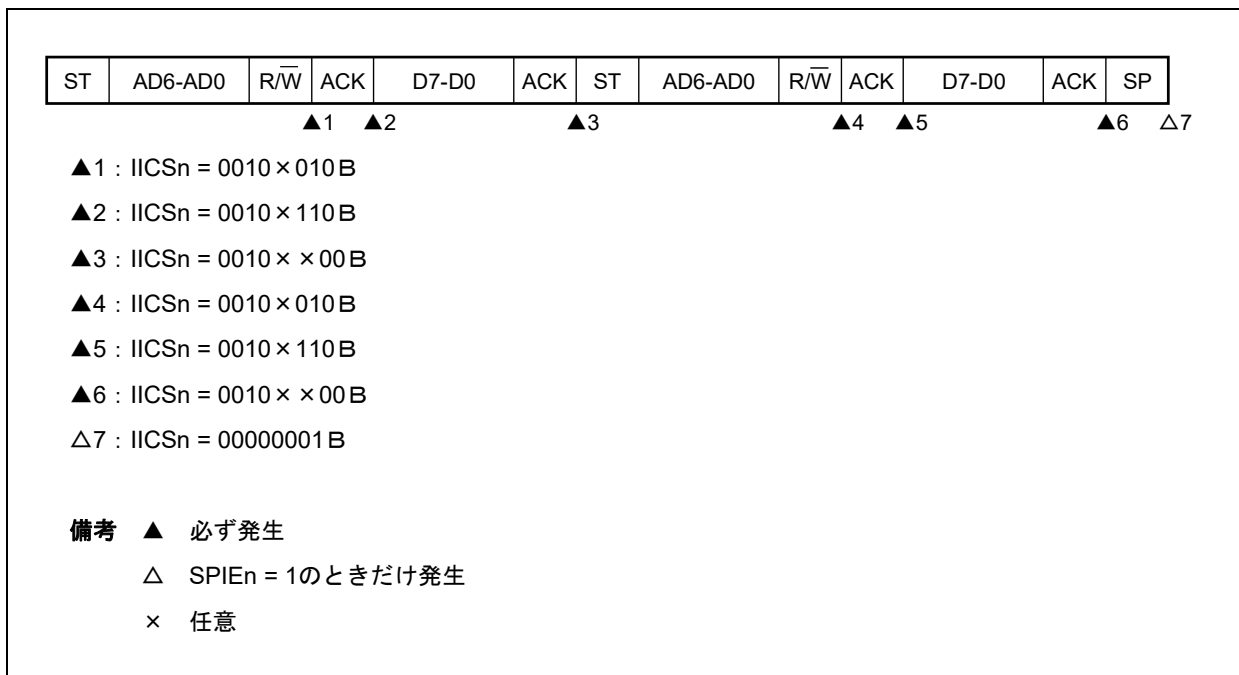 ST AD6-AD0 R/W̅ ACK D7-D0 ACK ST AD6-AD0 R/W̅ ACK D7-D0 ACK SP
▲1 ▲2 ▲3 ▲4 ▲5 ▲6 △7
▲1：IICSn = 0010×010B
▲2：IICSn = 0010×110B
▲3：IICSn = 0010××00B
▲4：IICSn = 0010×010B
▲5：IICSn = 0010×110B
▲6：IICSn = 0010××00B
△7：IICSn = 00000001B
備考 ▲ 必ず発生
△ SPIEn = 1のときだけ発生
× 任意